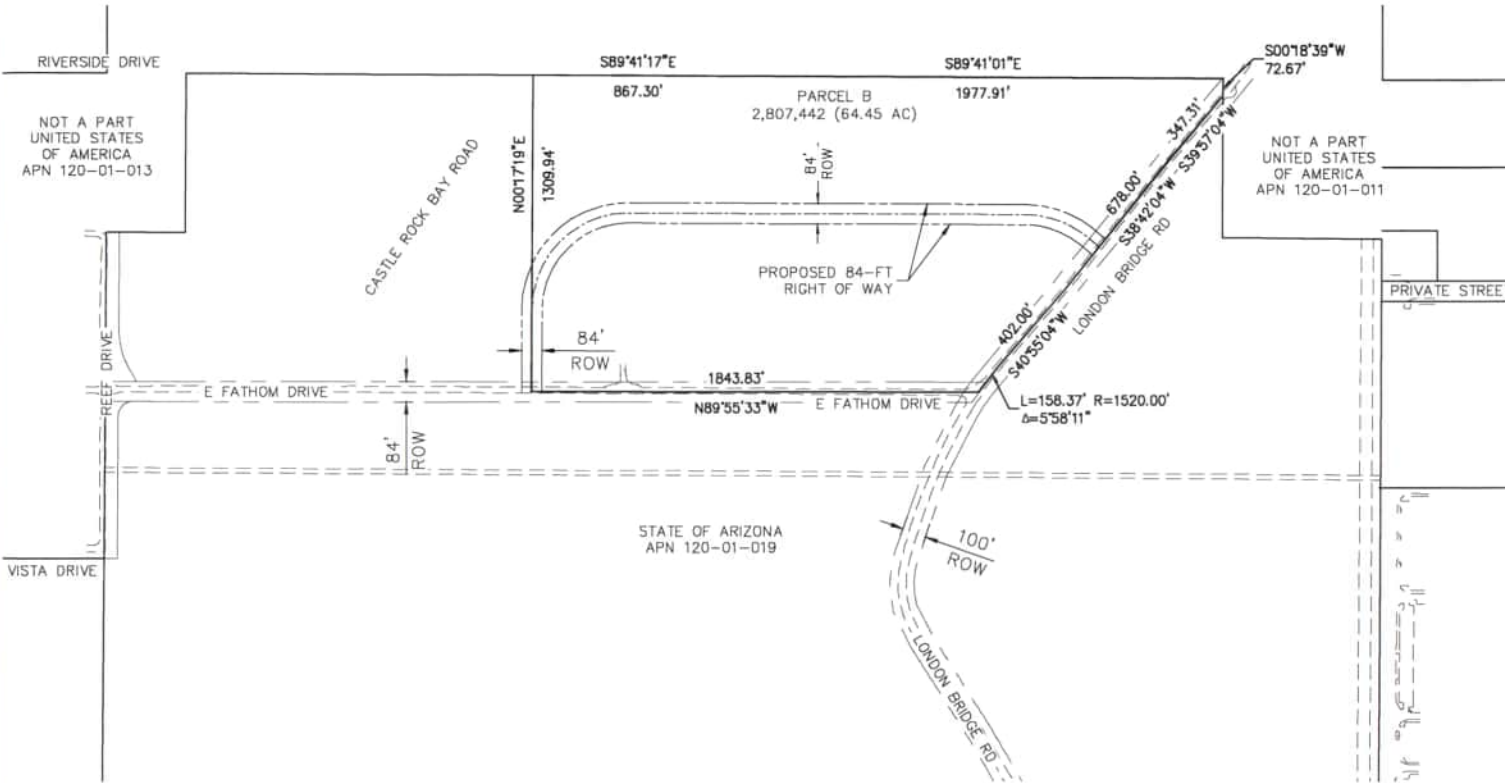 RIVERSIDE DRIVE
S89°41'17"E
867.30'
S89°41'01"E
1977.91'
S00°18'39"W
72.67'
PARCEL B
2,807,442 (64.45 AC)
NOT A PART
UNITED STATES
OF AMERICA
APN 120-01-013
NOT A PART
UNITED STATES
OF AMERICA
APN 120-01-011
CASTLE ROCK BAY ROAD
N00°17'19"E
1309.94'
84'
ROW
347.31'
S39°57'04"W
678.00'
S38°42'04"W
LONDON BRIDGE RD
PROPOSED 84-FT
RIGHT OF WAY
PRIVATE STREE
402.00'
S40°55'04"W
84'
ROW
REEF DRIVE
E FATHOM DRIVE
1843.83'
N89°55'33"W
E FATHOM DRIVE
L=158.37' R=1520.00'
Δ=5°58'11"
84'
ROW
STATE OF ARIZONA
APN 120-01-019
100'
ROW
VISTA DRIVE
LONDON BRIDGE RD